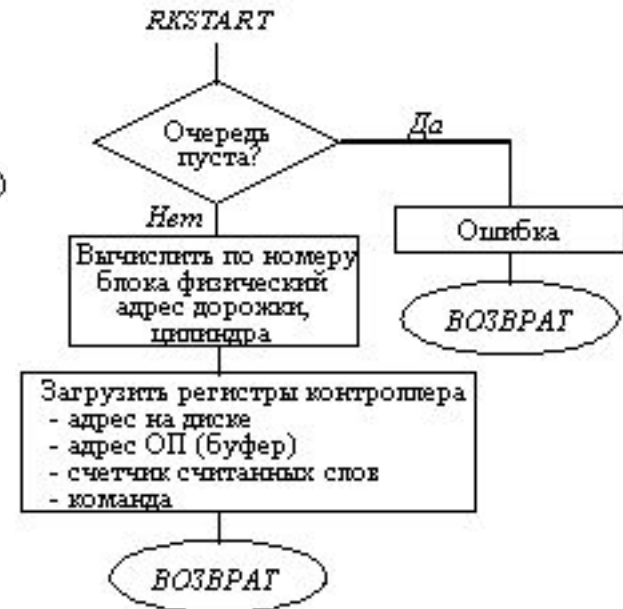 RKSTART
Очередь
пуста?
Да
Нет
Ошибка
ВОЗВРАТ
Вычислить по номеру
блока физический
адрес дорожки,
цилиндра
Загрузить регистры контроллера
- адрес на диске
- адрес ОП (буфер)
- счетчик считанных слов
- команда
ВОЗВРАТ